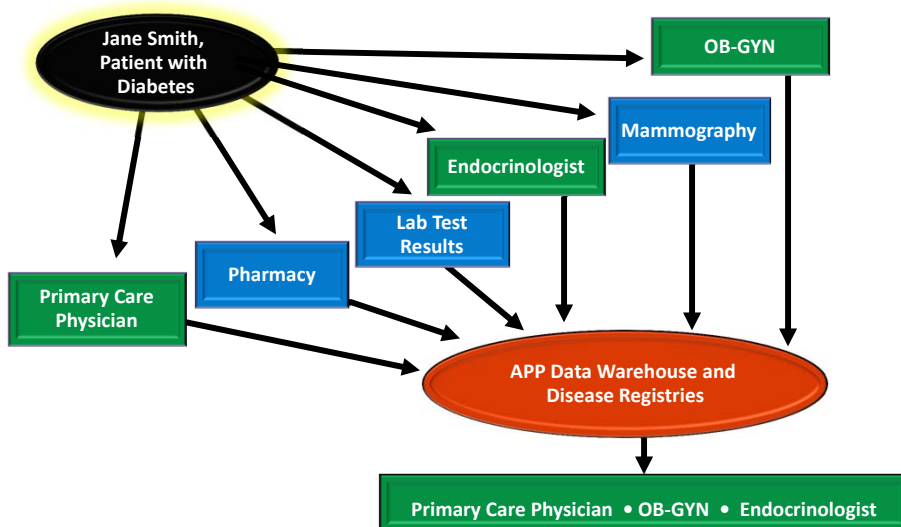 Jane Smith,
Patient with
Diabetes
OB-GYN
Mammography
Endocrinologist
Lab Test
Results
Pharmacy
Primary Care
Physician
APP Data Warehouse and
Disease Registries
Primary Care Physician • OB-GYN • Endocrinologist